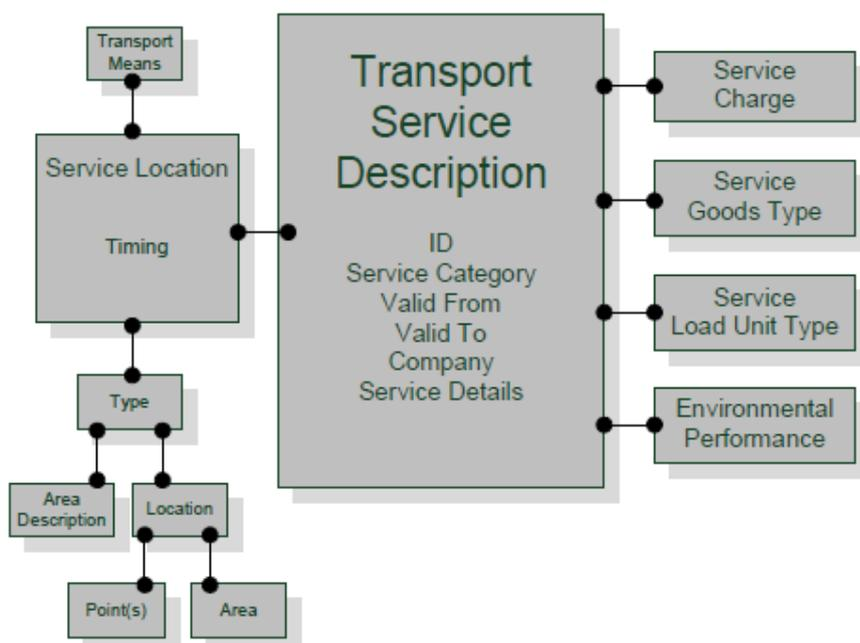 Transport
Means
Service Location
Timing
Type
Area
Description
Location
Point(s)
Area
Transport
Service
Description
ID
Service Category
Valid From
Valid To
Company
Service Details
Service
Charge
Service
Goods Type
Service
Load Unit Type
Environmental
Performance